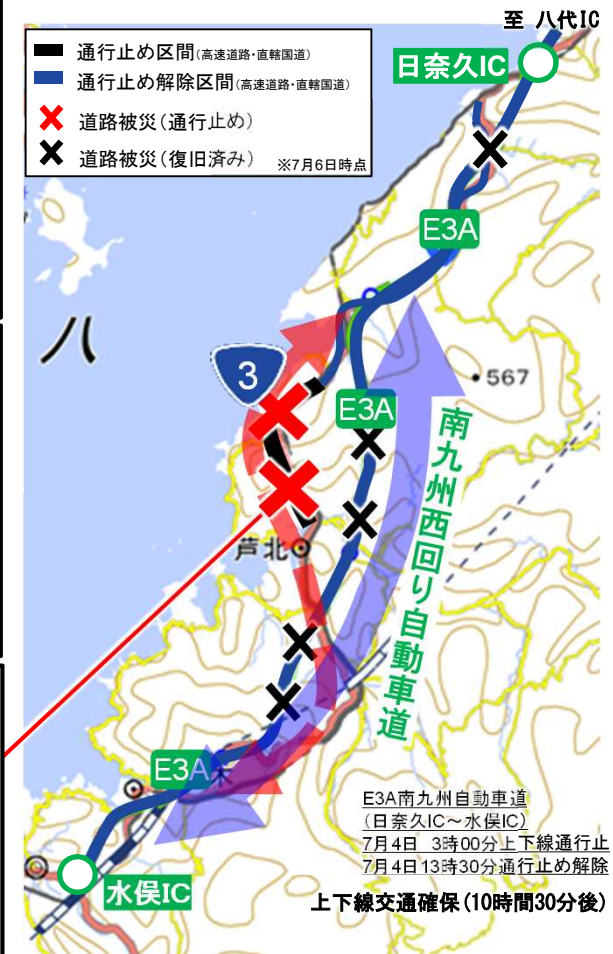 至 八代IC
通行止め区間(高速道路・直轄国道)
通行止め解除区間(高速道路・直轄国道)
道路被災(通行止め)
道路被災(復旧済み) ※7月6日時点
日奈久IC
E3A
八
3
567
E3A
南九州西回り自動車道
芦北
E3A
E3A南九州自動車道
(日奈久IC～水俣IC)
7月4日 3時00分上下線通行止
7月4日13時30分通行止め解除
水俣IC
上下線交通確保(10時間30分後)